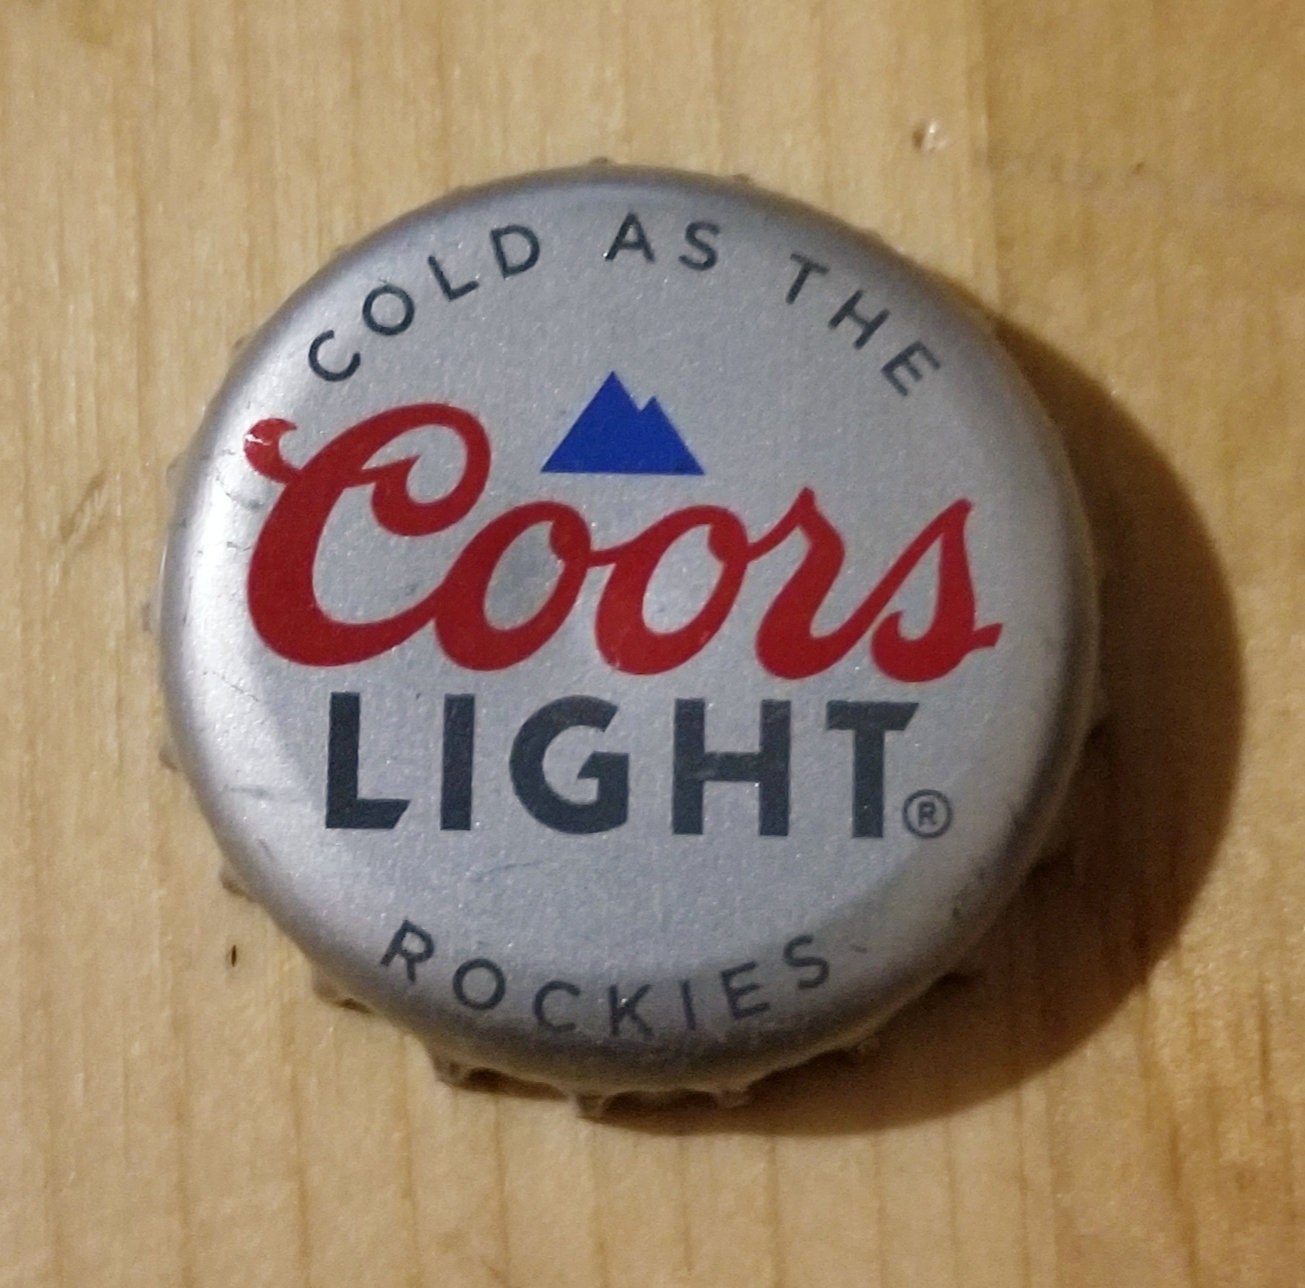 COLD AS THE
Coors
LIGHT®
ROCKIES